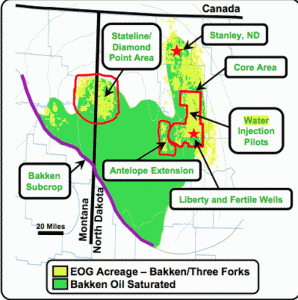 Canada
Stateline/
Diamond
Point Area
Stanley, ND
Core Area
Water
Injection
Pilots
Bakken
Subcrop
Antelope Extension
Liberty and Fertile Wells
20 Miles
Montana
North Dakota
EOG Acreage – Bakken/Three Forks
Bakken Oil Saturated